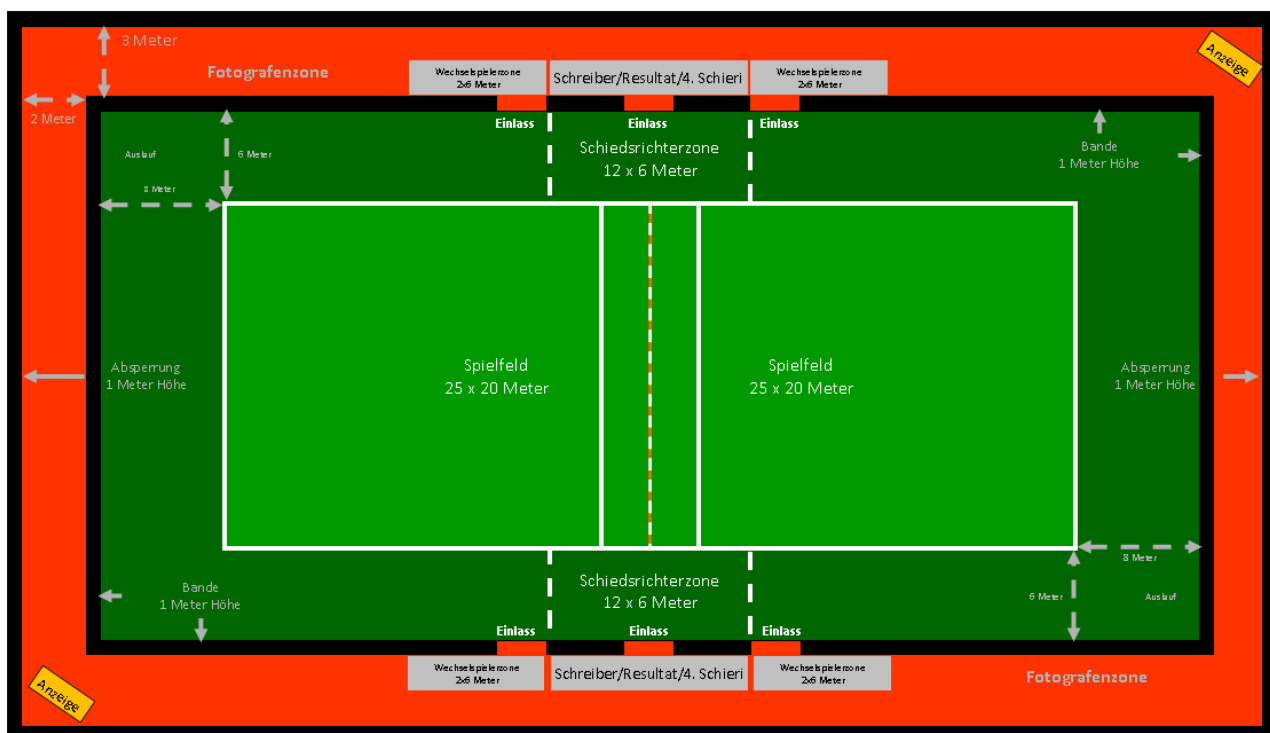 3 Meter
Anzeige
Fotografenzone
Wechselspielerzone
2x6 Meter
Schreiber/Resultat/4. Schieri
Wechselspielerzone
2x6 Meter
2 Meter
Einlass
Einlass
Einlass
Auslauf
6 Meter
Schiedsrichterzone
12 x 6 Meter
Bande
1 Meter Höhe
8 Meter
Absperrung
1 Meter Höhe
Spielfeld
25 x 20 Meter
Spielfeld
25 x 20 Meter
Absperrung
1 Meter Höhe
8 Meter
Bande
1 Meter Höhe
Schiedsrichterzone
12 x 6 Meter
6 Meter
Auslauf
Einlass
Einlass
Einlass
Wechselspielerzone
2x6 Meter
Schreiber/Resultat/4. Schieri
Wechselspielerzone
2x6 Meter
Fotografenzone
Anzeige